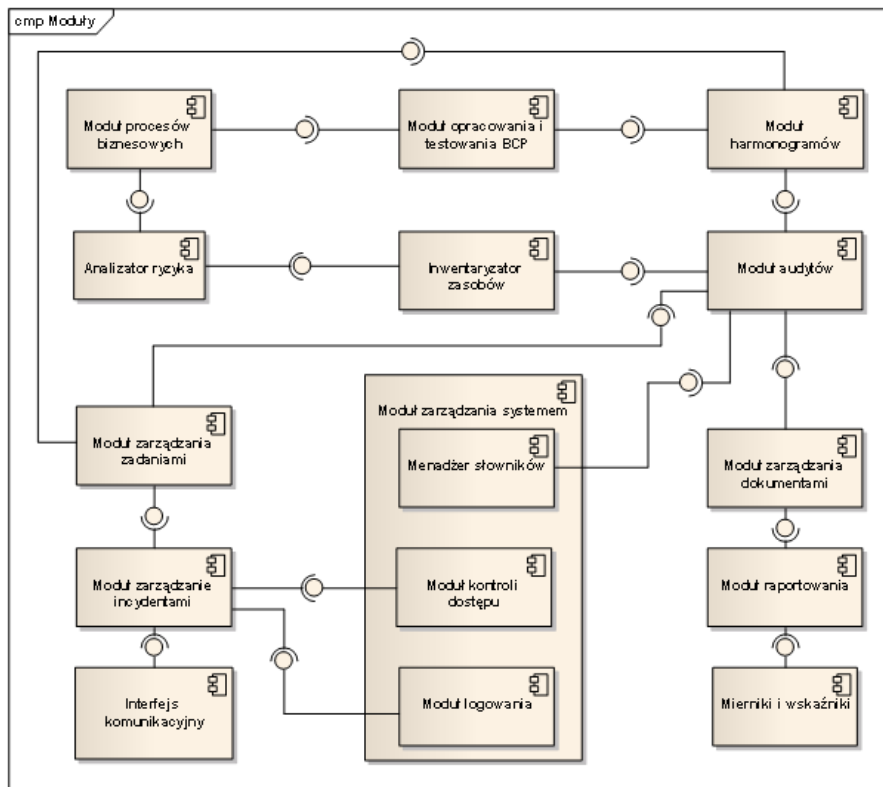 cmp Moduły
Moduł procesów
biznesowych
Moduł opracowania i
testowania BCP
Moduł
harmonogramów
Analizator ryzyka
Inwentaryzator
zasobów
Moduł audytów
Moduł zarządzania
zadaniami
Moduł zarządzania systemem
Menadżer słowników
Moduł zarządzania
dokumentami
Moduł zarządzanie
incydentami
Moduł kontroli
dostępu
Moduł raportowania
Interfejs
komunikacyjny
Moduł logowania
Mierniki i wskaźniki